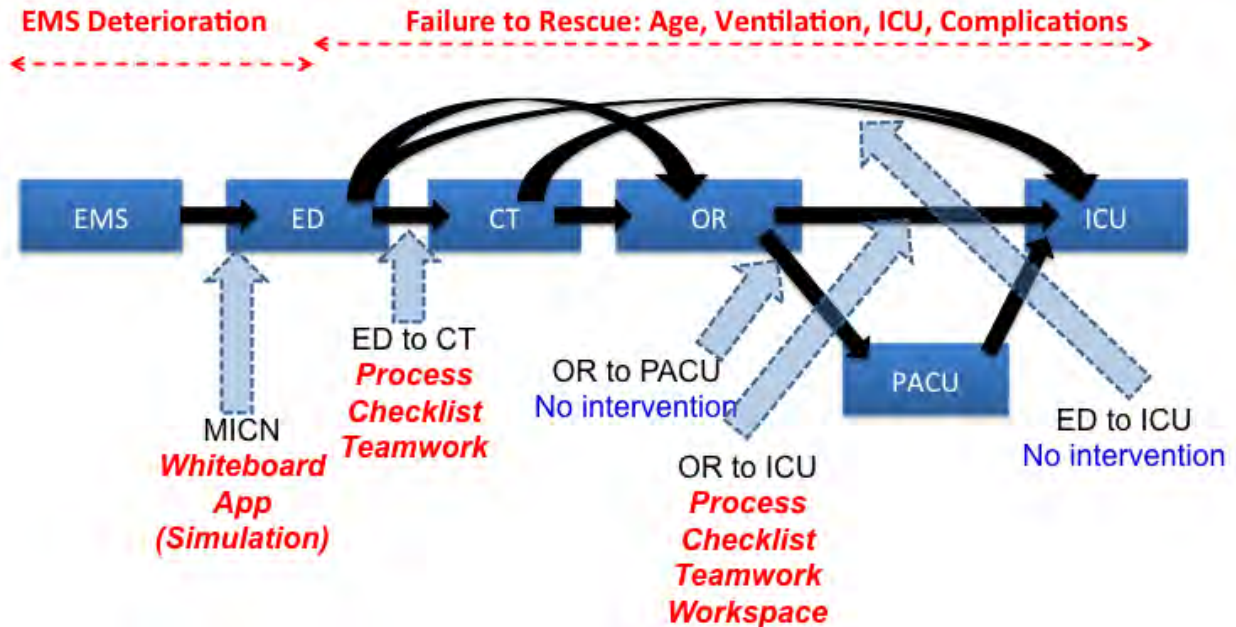 EMS Deterioration
Failure to Rescue: Age, Ventilation, ICU, Complications
EMS
ED
CT
OR
ICU
PACU
MICN
Whiteboard
App
(Simulation)
ED to CT
Process
Checklist
Teamwork
OR to PACU
No intervention
OR to ICU
Process
Checklist
Teamwork
Workspace
ED to ICU
No intervention